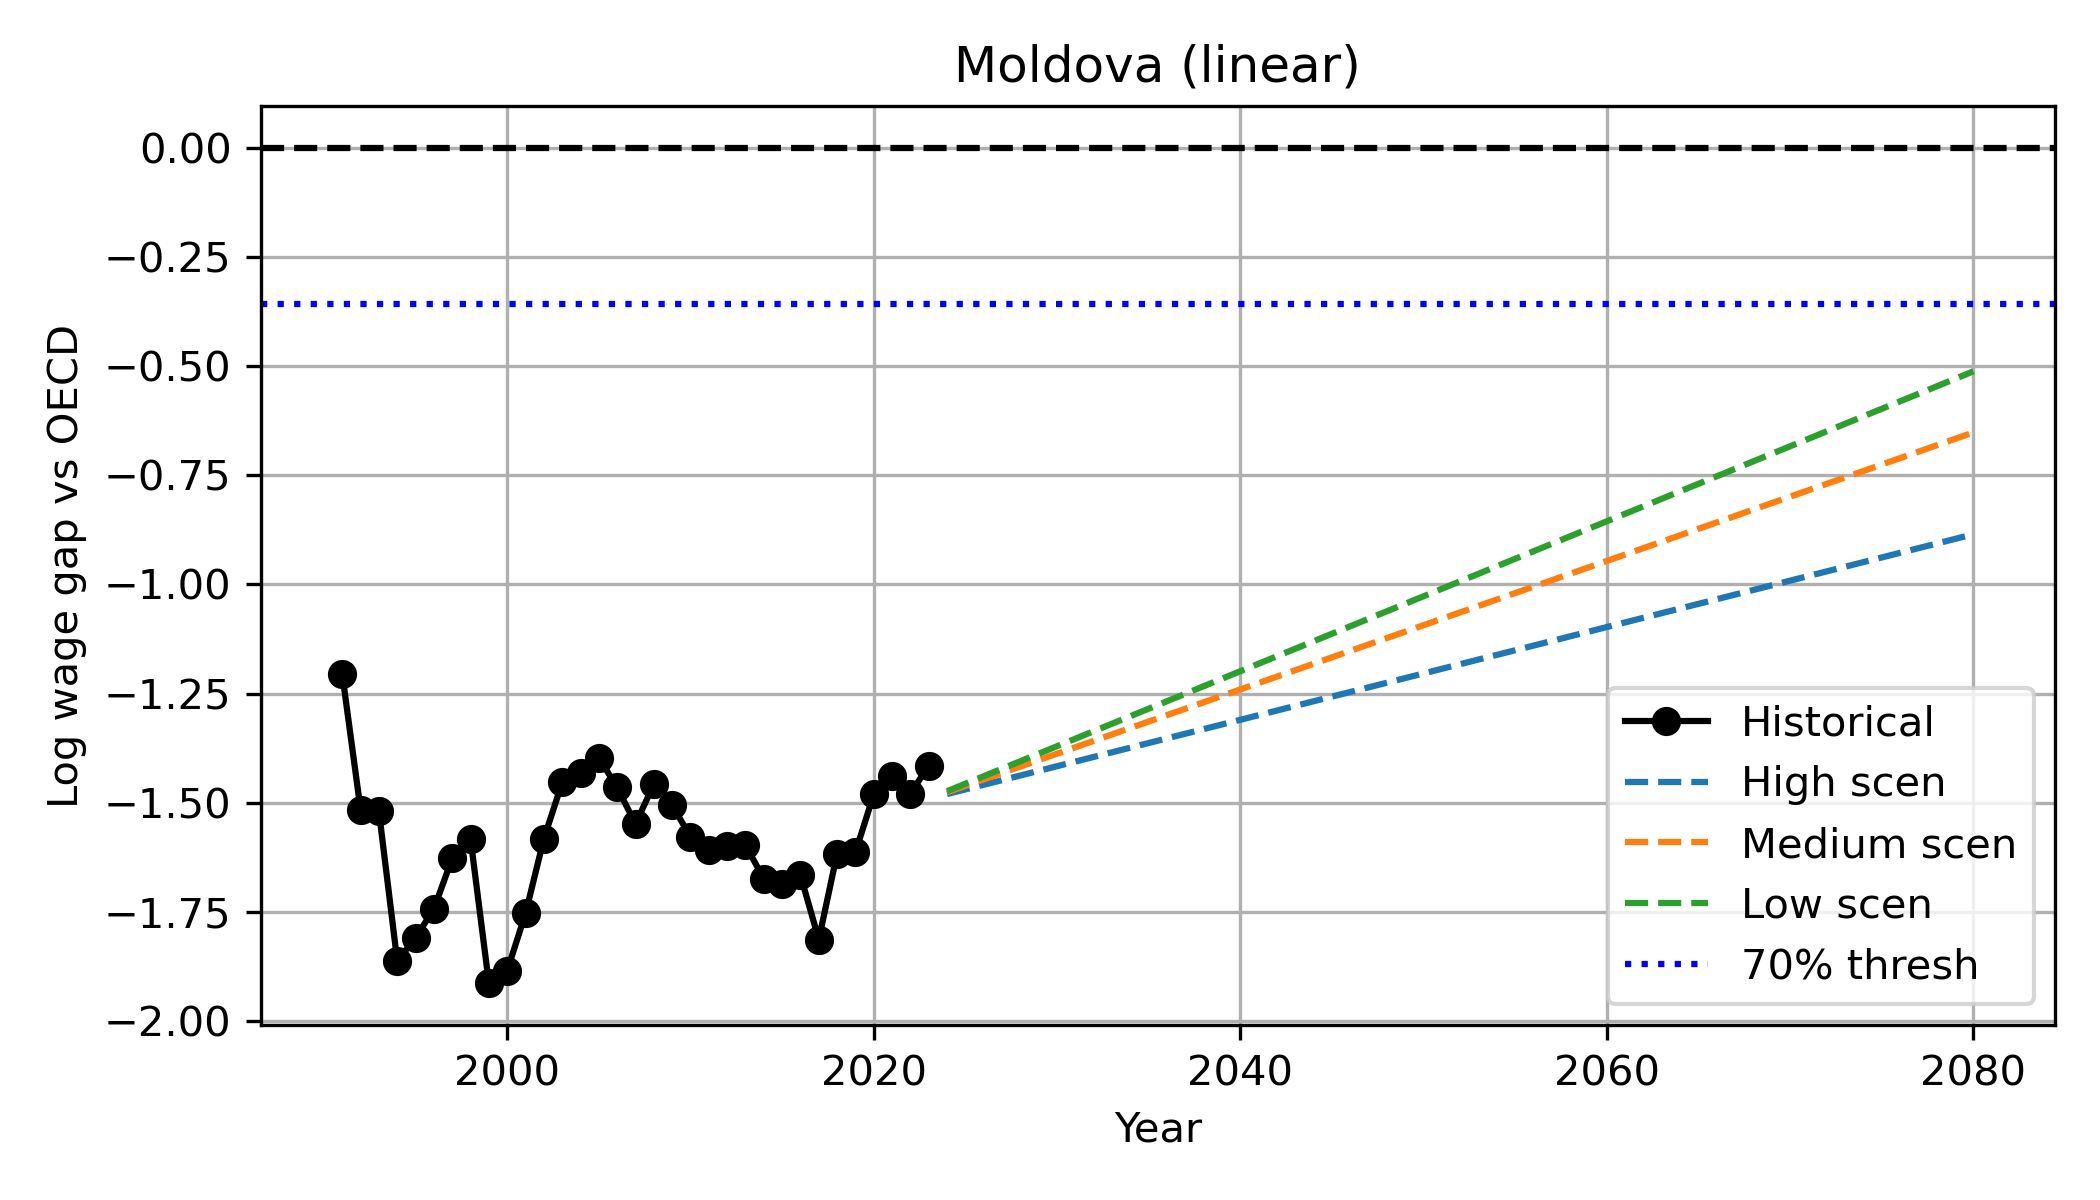 Moldova (linear)
0.00
−0.25
−0.50
−0.75
−1.00
−1.25
−1.50
−1.75
−2.00
Log wage gap vs OECD
Historical
High scen
Medium scen
Low scen
70% thresh
2000 2020 2040 2060 2080
Year